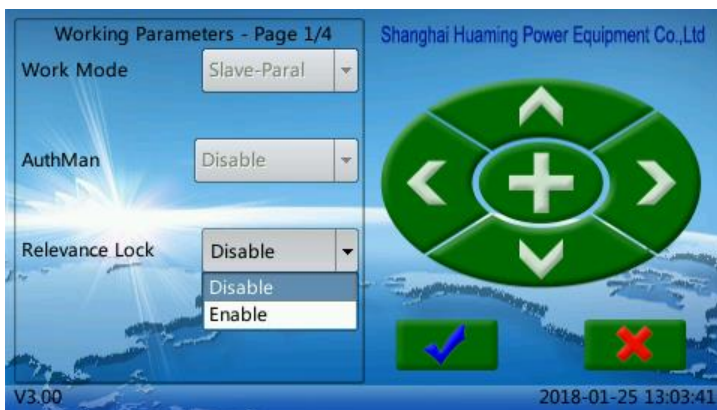 Working Parameters - Page 1/4
Shanghai Huaming Power Equipment Co.,Ltd
Work Mode
Slave-Paral
AuthMan
Disable
Relevance Lock
Disable
Disable
Enable
V3.00
2018-01-25 13:03:41